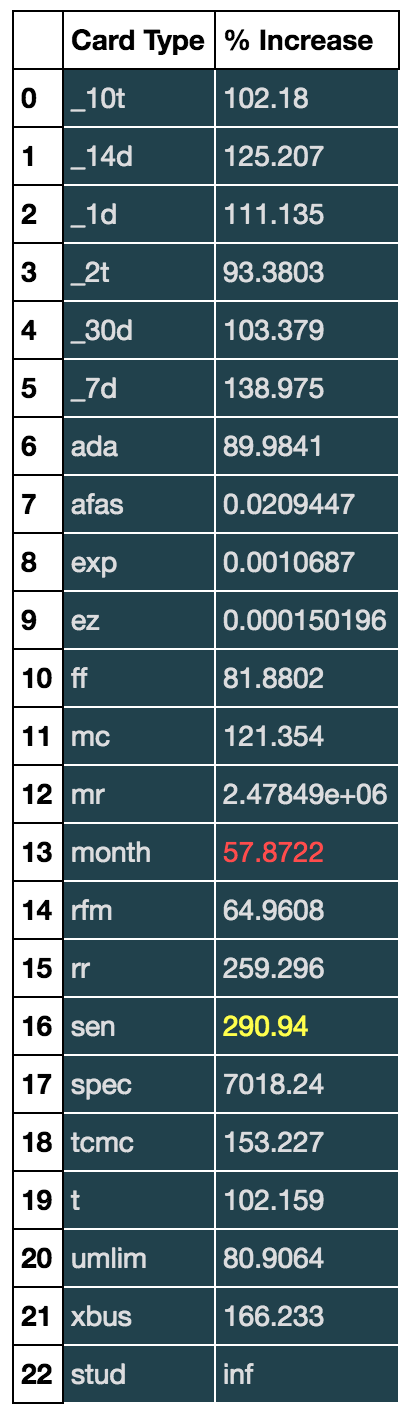 Card Type % Increase
0 _10t 102.18
1 _14d 125.207
2 _1d 111.135
3 _2t 93.3803
4 _30d 103.379
5 _7d 138.975
6 ada 89.9841
7 afas 0.0209447
8 exp 0.0010687
9 ez 0.000150196
10 ff 81.8802
11 mc 121.354
12 mr 2.47849e+06
13 month 57.8722
14 rfm 64.9608
15 rr 259.296
16 sen 290.94
17 spec 7018.24
18 tcmc 153.227
19 t 102.159
20 umlim 80.9064
21 xbus 166.233
22 stud inf